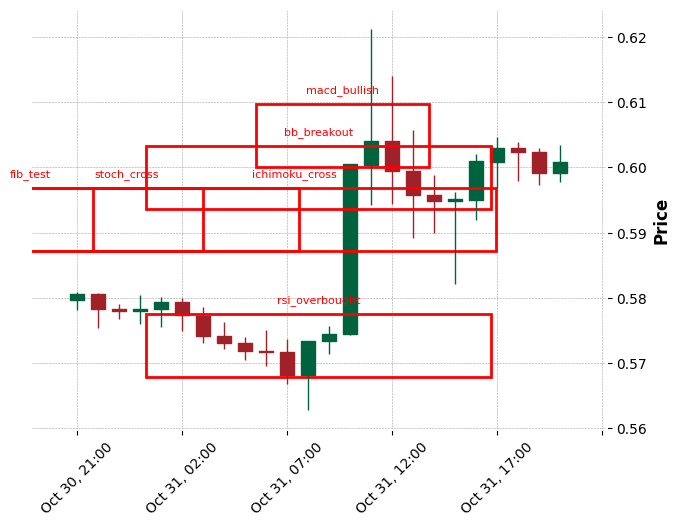 0.62
macd_bullish
0.61
bb_breakout
0.60
fib_test stoch_cross ichimoku_cross
0.59
Price
0.58
rsi_overbought
0.57
0.56
Oct 30, 21:00 Oct 31, 02:00 Oct 31, 07:00 Oct 31, 12:00 Oct 31, 17:00